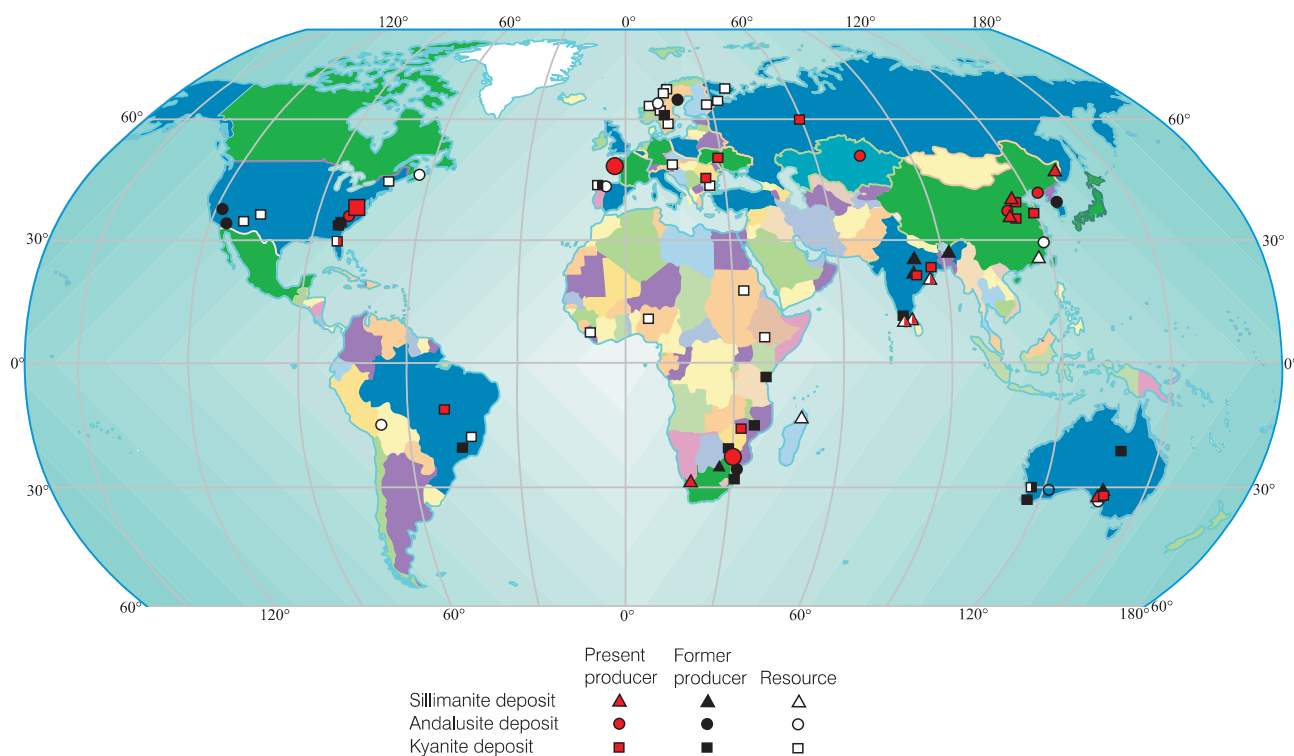 120° 60° 0° 60° 120° 180°
60° 60°
30° 30°
0° 0°
30° 30°
60° 120° 60° 0° 60° 120° 180° 60°
Present producer Former producer Resource
Sillimanite deposit
Andalusite deposit
Kyanite deposit